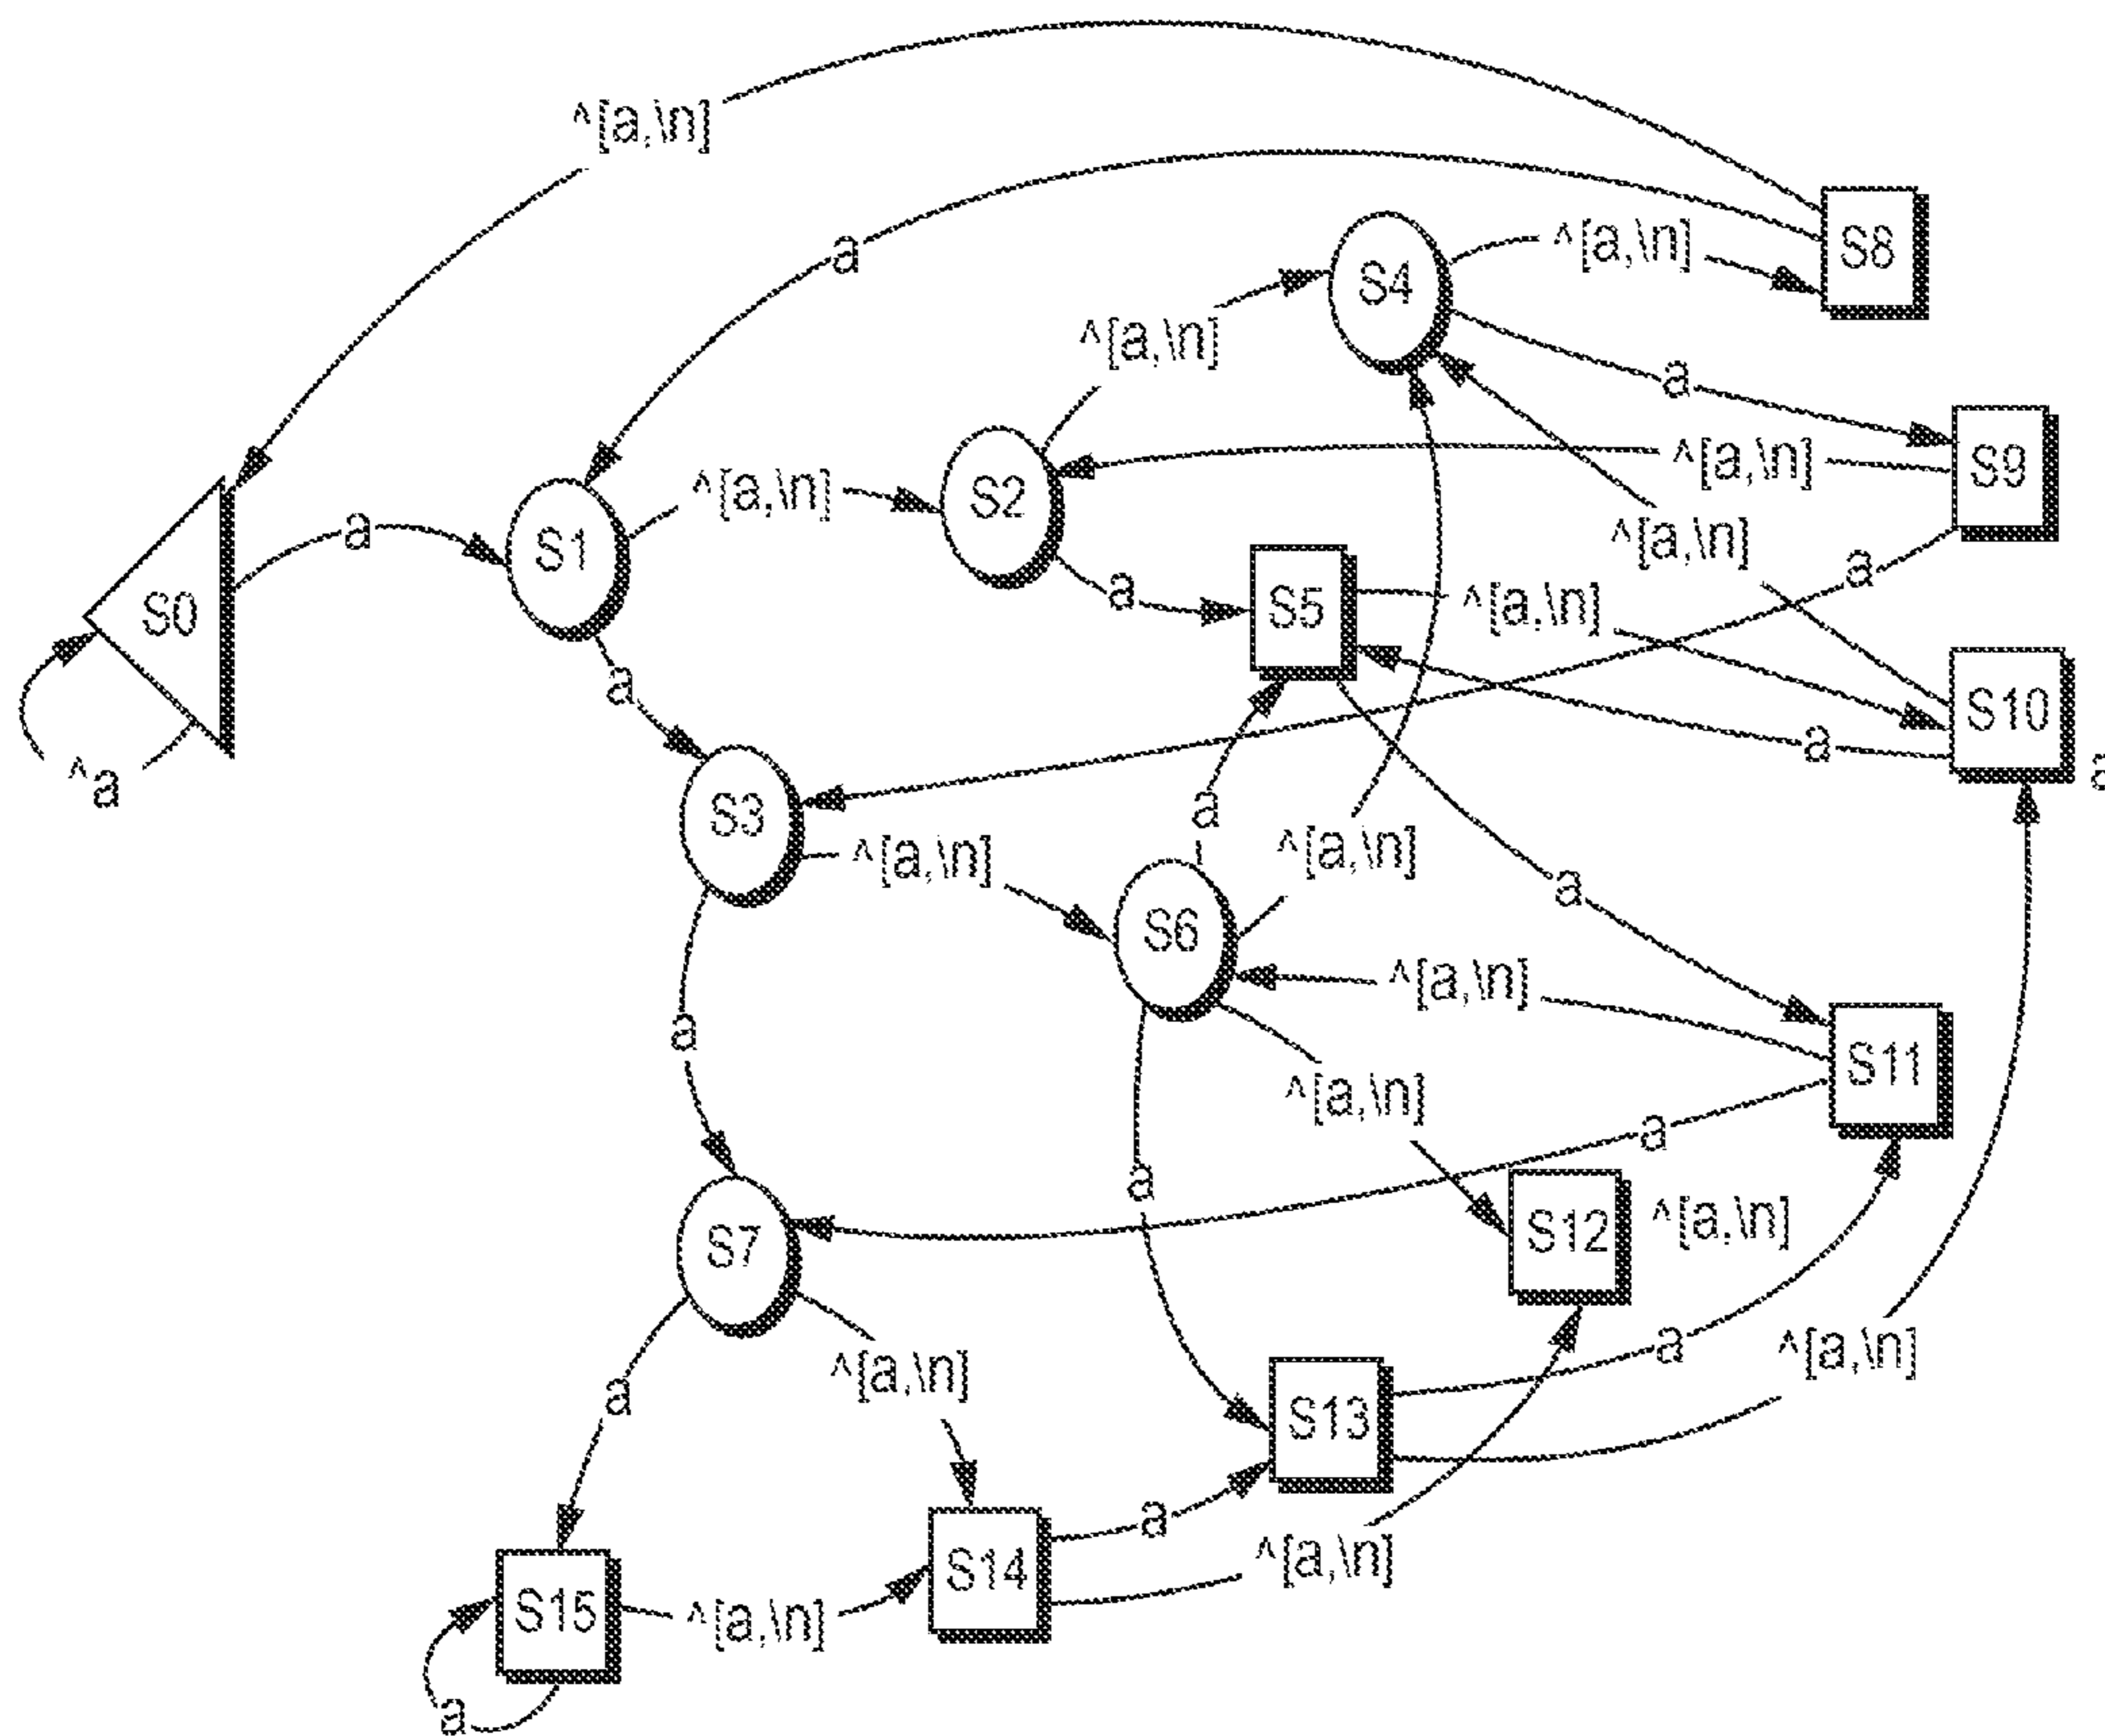 ^[a,\n]
a
^[a,\n]
S8
S4
^[a,\n]
a
^[a,\n]
S9
^[a,\n]
S2
^[a,\n]
a
S1
S0
a
a
S5
^[a,\n]
^[a,\n]
a
S10
a
^a
a
a
S3
a
^[a,\n]
^[a,\n]
a
S6
^[a,\n]
a
S11
^[a,\n]
a
a
S7
S12
^[a,\n]
a
^[a,\n]
^[a,\n]
a
S13
a
^[a,\n]
S14
S15
^[a,\n]
a